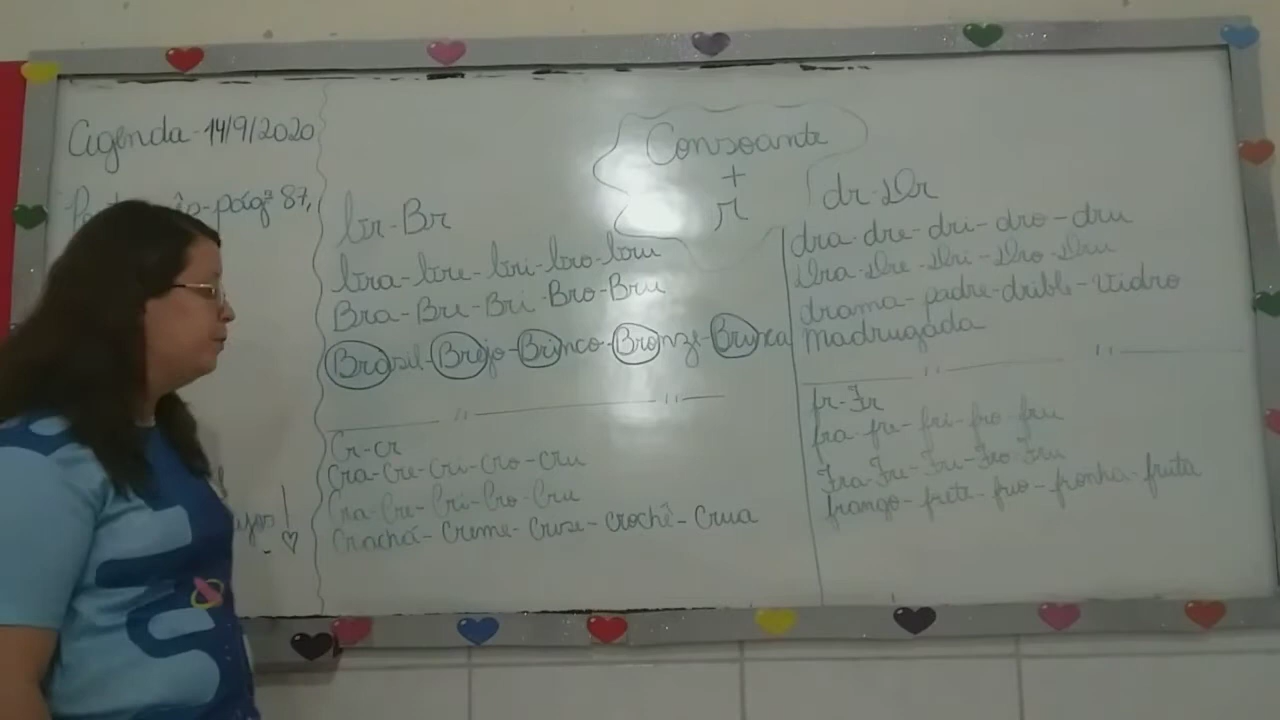 Agenda - 14/9/2020
pág. 87,
Consoante
+
r
br - Br
bra - bre - bri - bro - bru
Bra - Bre - Bri - Bro - Bru
Brasil - Brejo - Brinco - Bronze - Bruxa
Cr - cr
Cra - cre - cri - cro - cru
Cra - Cre - Cri - Cro - Cru
Crachá - Creme - Crise - Crochê - Crua
dr - Dr
dra - dre - dri - dro - dru
Dra - Dre - Dri - Dro - Dru
drama - padre - drible - vidro
madrugada
fr - Fr
fra - fre - fri - fro - fru
Fra - Fre - Fri - Fro - Fru
frango - frete - frio - fronha - fruta